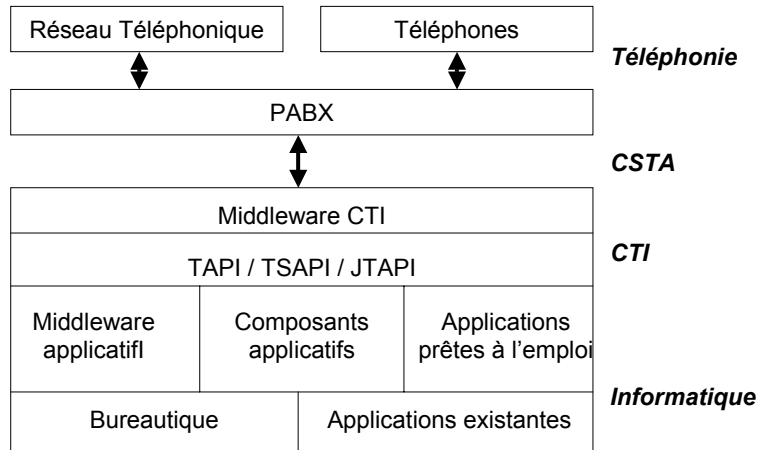 Réseau Téléphonique
Téléphones
Téléphonie
PABX
CSTA
Middleware CTI
CTI
TAPI / TSAPI / JTAPI
Middleware
applicatifl
Composants
applicatifs
Applications
prêtes à l'emploi
Informatique
Bureautique
Applications existantes